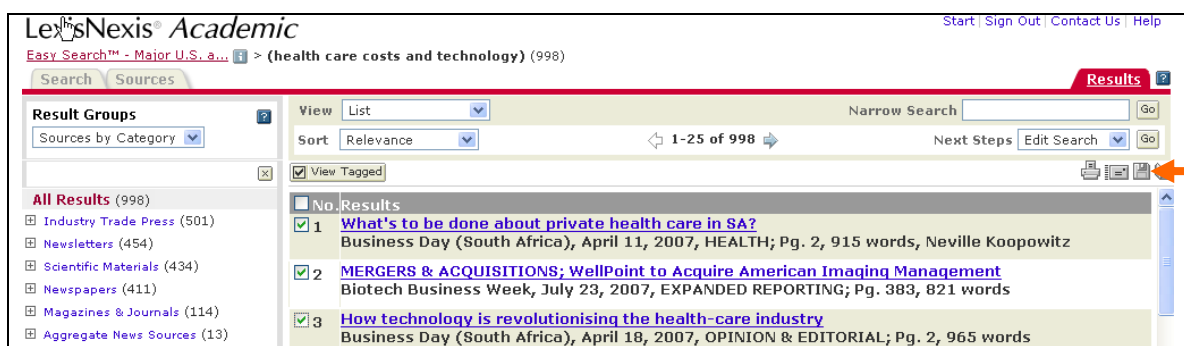 LexisNexis® Academic
Start | Sign Out | Contact Us | Help
Easy Search™ - Major U.S. a... > (health care costs and technology) (998)
Search Sources
Results ?
Result Groups ?
View List
Narrow Search Go
Sources by Category
Sort Relevance
1-25 of 998
Next Steps Edit Search Go
View Tagged
All Results (998)
No. Results
Industry Trade Press (501)
Newsletters (454)
Scientific Materials (434)
Newspapers (411)
Magazines & Journals (114)
Aggregate News Sources (13)
1 What's to be done about private health care in SA?
Business Day (South Africa), April 11, 2007, HEALTH; Pg. 2, 915 words, Neville Koopowitz
2 MERGERS & ACQUISITIONS; WellPoint to Acquire American Imaging Management
Biotech Business Week, July 23, 2007, EXPANDED REPORTING; Pg. 383, 821 words
3 How technology is revolutionising the health-care industry
Business Day (South Africa), April 18, 2007, OPINION & EDITORIAL; Pg. 2, 965 words